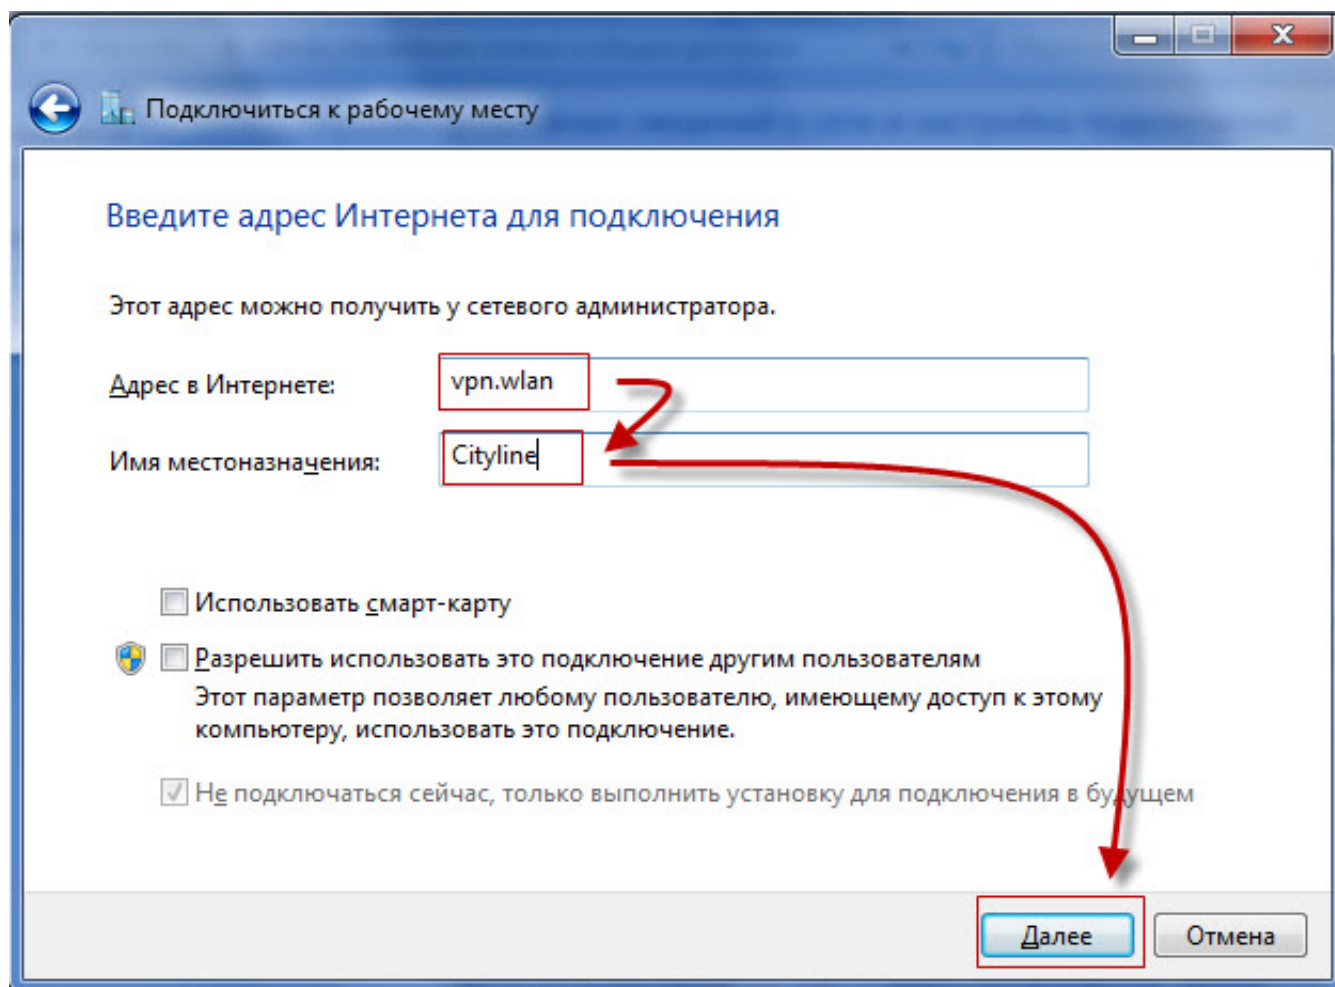 Подключиться к рабочему месту
Введите адрес Интернета для подключения
Этот адрес можно получить у сетевого администратора.
Адрес в Интернете: vpn.wlan
Имя местоназначения: Cityline
Использовать смарт-карту
Разрешить использовать это подключение другим пользователям
Этот параметр позволяет любому пользователю, имеющему доступ к этому
компьютеру, использовать это подключение.
Не подключаться сейчас, только выполнить установку для подключения в будущем
Далее Отмена